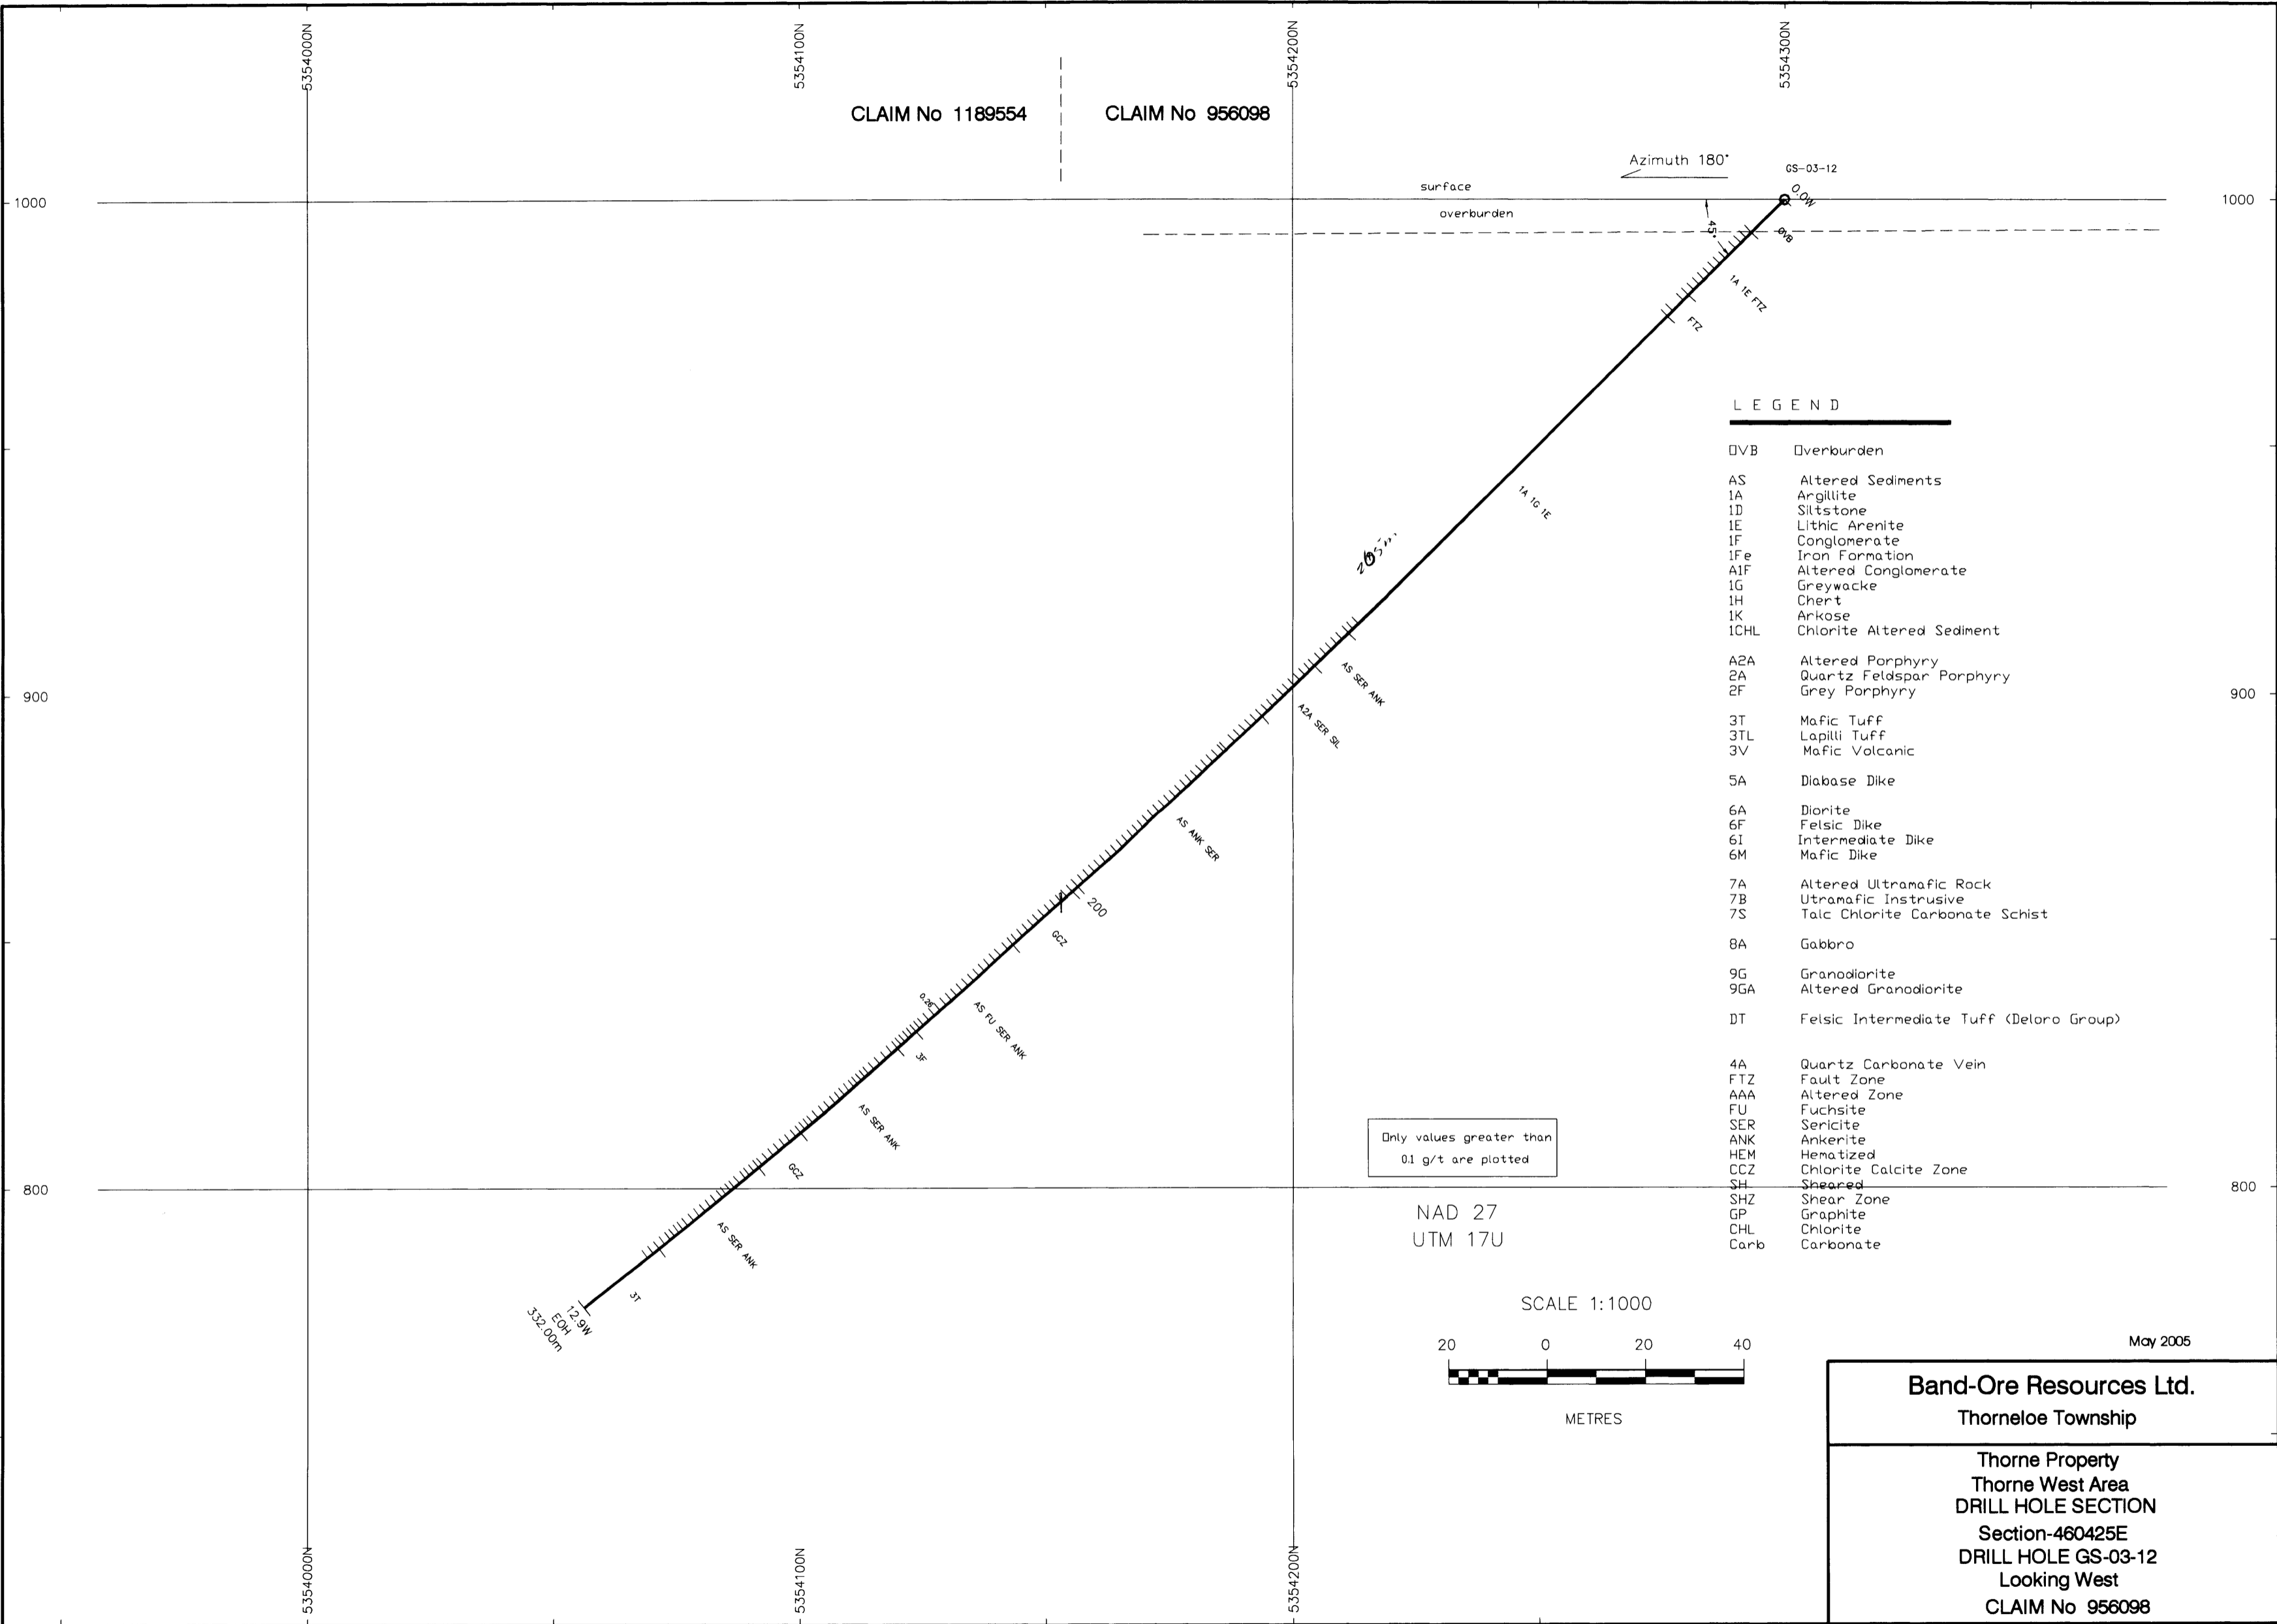 5354000N
5354100N
5354200N
5354300N
CLAIM No 1189554
CLAIM No 956098
Azimuth 180°
GS-03-12
0.0W
surface
1000
1000
overburden
45°
OVB
1A 1E FTZ
FTZ
1A 1G 1E
AS SER ANK
A2A SER SIL
AS ANK SER
200
GCZ
0.26
AS FU SER ANK
3F
AS SER ANK
GCZ
AS SER ANK
3T
12.9W
EOH
332.00m
900
900
800
800
LEGEND
OVB Overburden
AS Altered Sediments
1A Argillite
1D Siltstone
1E Lithic Arenite
1F Conglomerate
1Fe Iron Formation
A1F Altered Conglomerate
1G Greywacke
1H Chert
1K Arkose
1CHL Chlorite Altered Sediment
A2A Altered Porphyry
2A Quartz Feldspar Porphyry
2F Grey Porphyry
3T Mafic Tuff
3TL Lapilli Tuff
3V Mafic Volcanic
5A Diabase Dike
6A Diorite
6F Felsic Dike
6I Intermediate Dike
6M Mafic Dike
7A Altered Ultramafic Rock
7B Utramafic Instrusive
7S Talc Chlorite Carbonate Schist
8A Gabbro
9G Granodiorite
9GA Altered Granodiorite
DT Felsic Intermediate Tuff (Deloro Group)
4A Quartz Carbonate Vein
FTZ Fault Zone
AAA Altered Zone
FU Fuchsite
SER Sericite
ANK Ankerite
HEM Hematized
CCZ Chlorite Calcite Zone
SH Sheared
SHZ Shear Zone
GP Graphite
CHL Chlorite
Carb Carbonate
Only values greater than
0.1 g/t are plotted
NAD 27
UTM 17U
SCALE 1:1000
20 0 20 40
METRES
5354000N
5354100N
5354200N
May 2005
Band-Ore Resources Ltd.
Thorneloe Township
Thorne Property
Thorne West Area
DRILL HOLE SECTION
Section-460425E
DRILL HOLE GS-03-12
Looking West
CLAIM No 956098